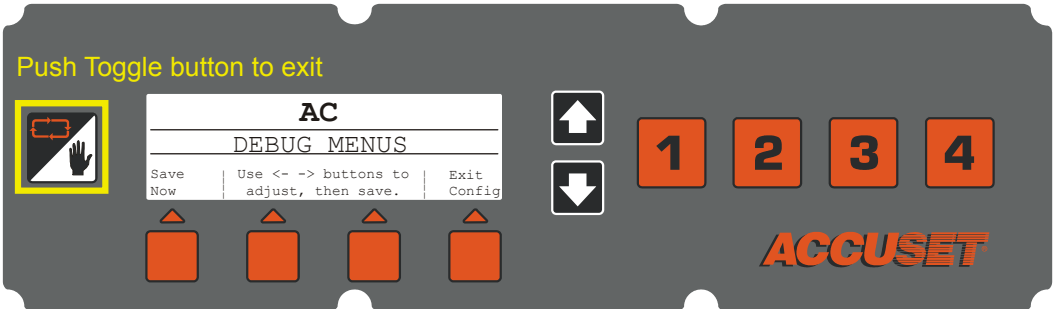 Push Toggle button to exit
AC
DEBUG MENUS
Save | Use <- -> buttons to | Exit
Now | adjust, then save. | Config
1 2 3 4
ACCUSET